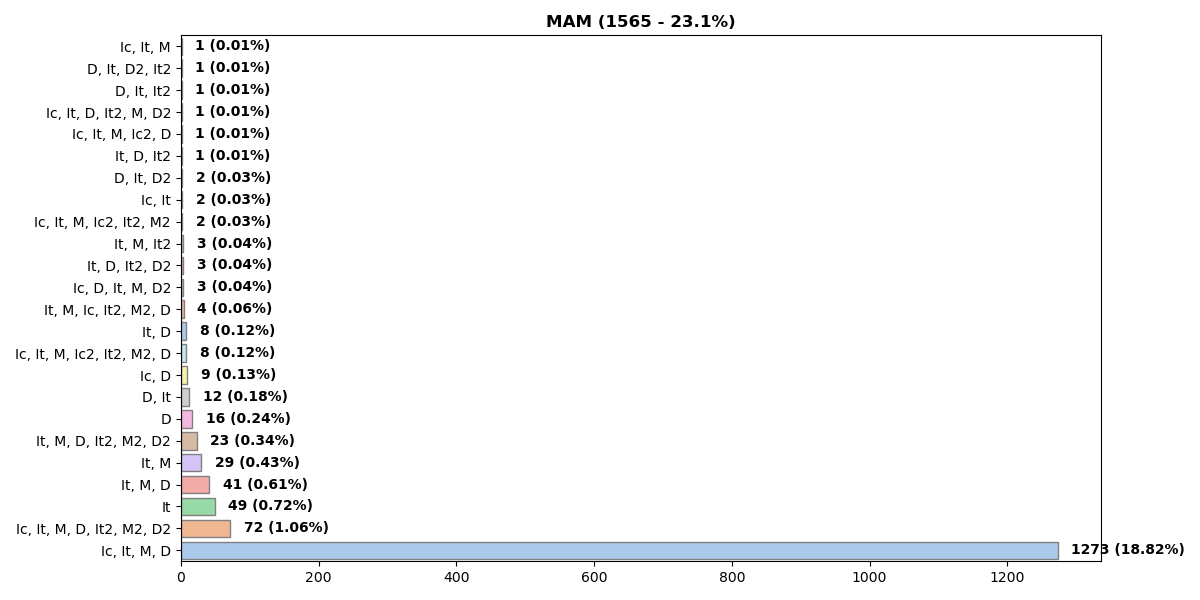 MAM (1565 - 23.1%)
Ic, It, M 1 (0.01%)
D, It, D2, It2 1 (0.01%)
D, It, It2 1 (0.01%)
Ic, It, D, It2, M, D2 1 (0.01%)
Ic, It, M, Ic2, D 1 (0.01%)
It, D, It2 1 (0.01%)
D, It, D2 2 (0.03%)
Ic, It 2 (0.03%)
Ic, It, M, Ic2, It2, M2 2 (0.03%)
It, M, It2 3 (0.04%)
It, D, It2, D2 3 (0.04%)
Ic, D, It, M, D2 3 (0.04%)
It, M, Ic, It2, M2, D 4 (0.06%)
It, D 8 (0.12%)
Ic, It, M, Ic2, It2, M2, D 8 (0.12%)
Ic, D 9 (0.13%)
D, It 12 (0.18%)
D 16 (0.24%)
It, M, D, It2, M2, D2 23 (0.34%)
It, M 29 (0.43%)
It, M, D 41 (0.61%)
It 49 (0.72%)
Ic, It, M, D, It2, M2, D2 72 (1.06%)
Ic, It, M, D 1273 (18.82%)
0 200 400 600 800 1000 1200